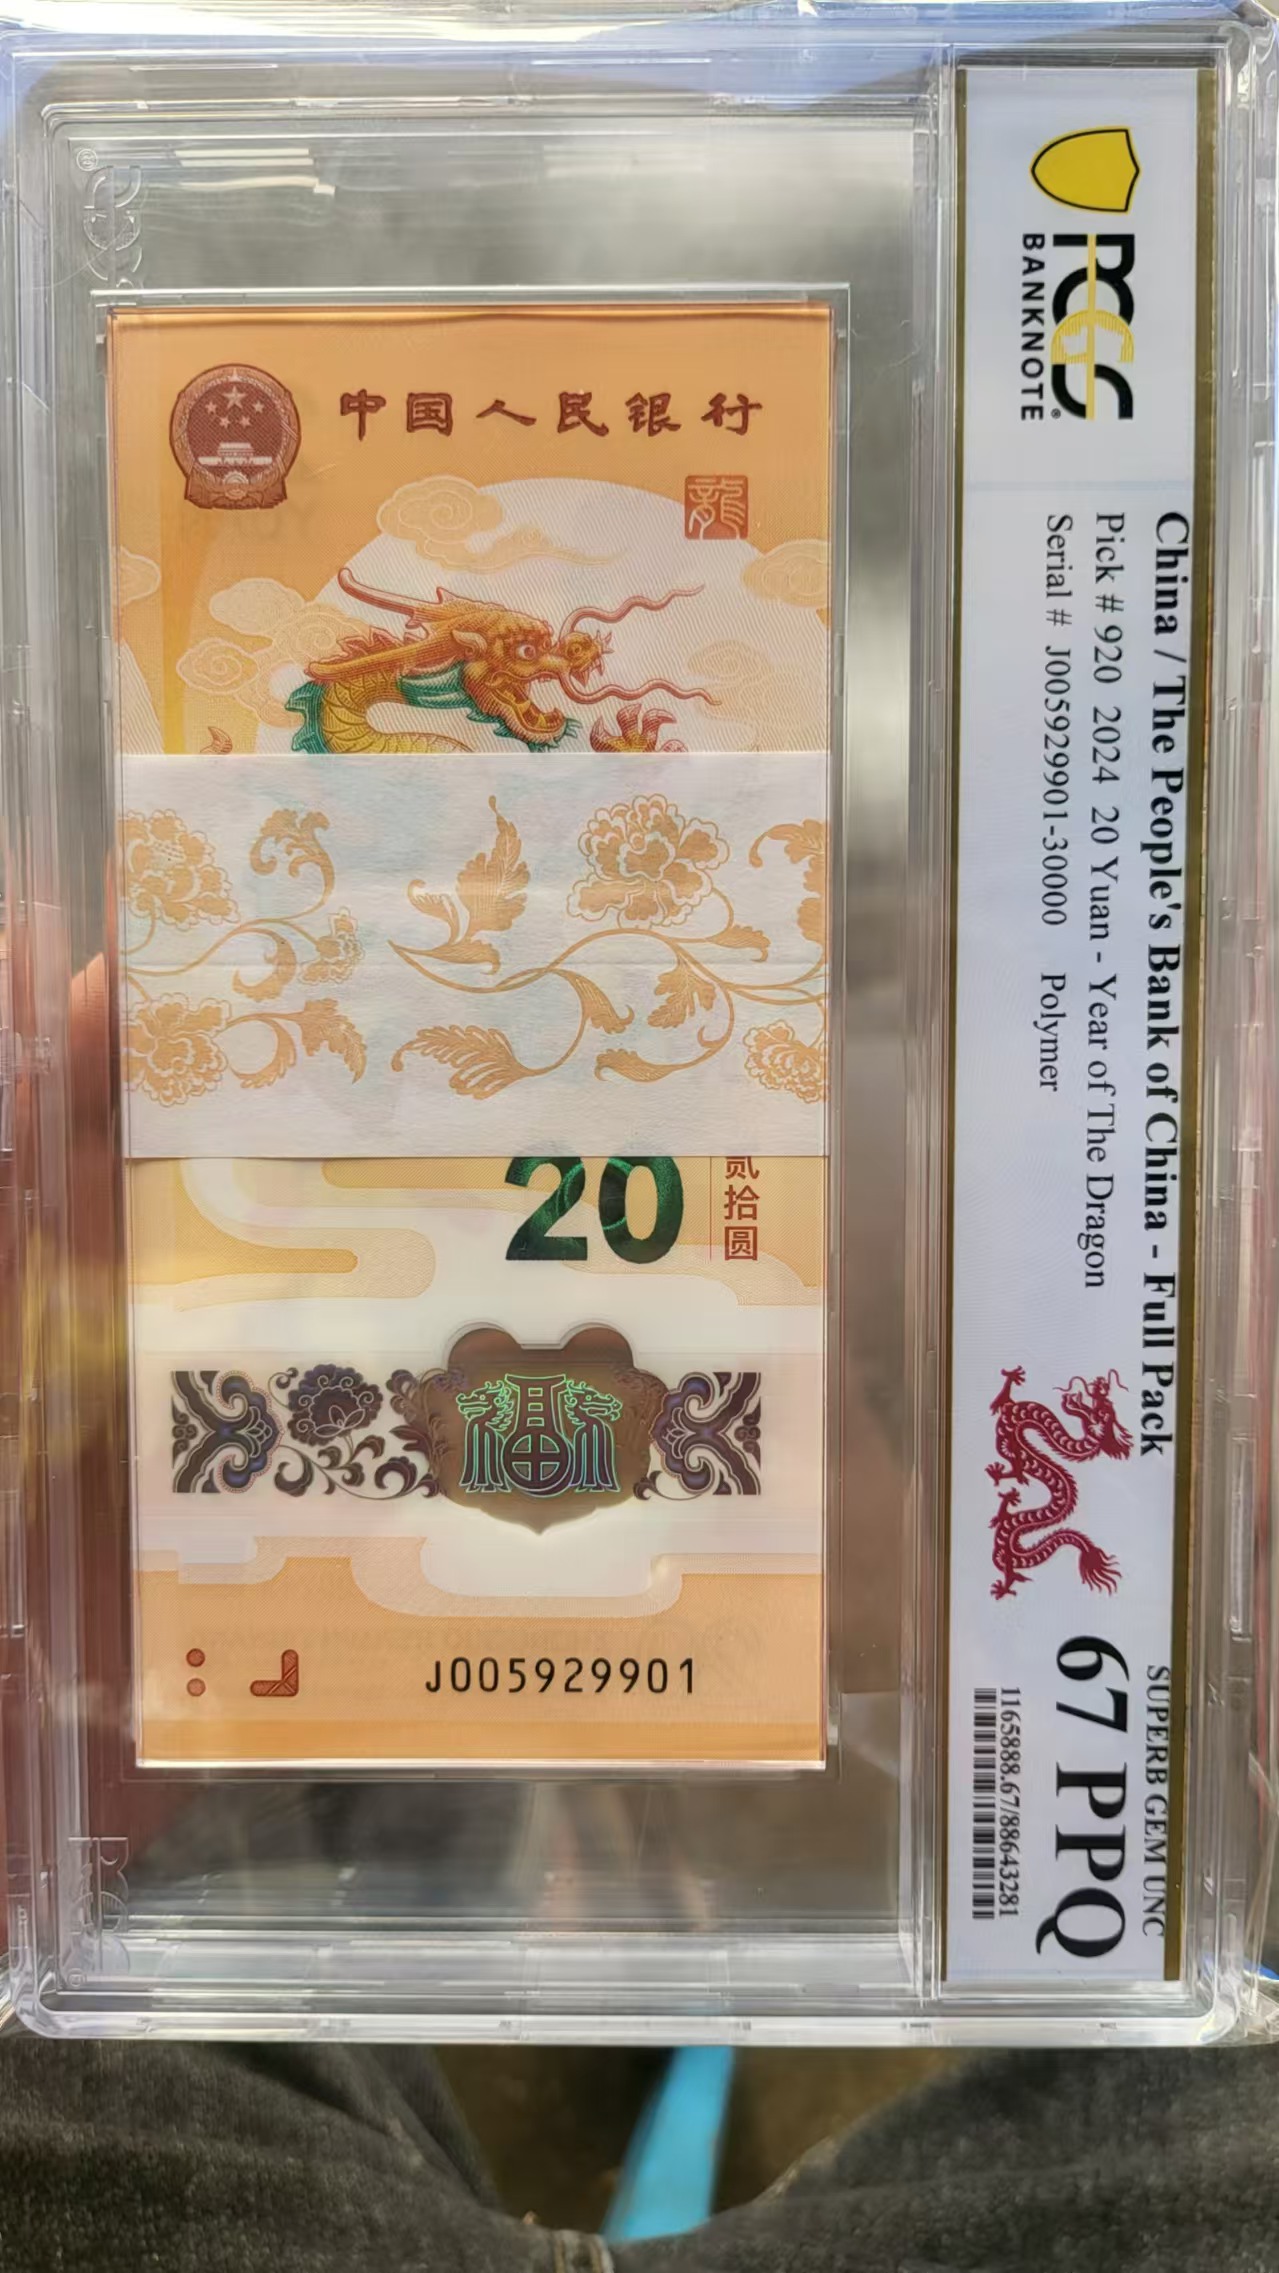 PCGS
BANKNOTE
China / The People's Bank of China - Full Pack
Pick # 920 2024 20 Yuan - Year of The Dragon
Serial # J005929901-30000 Polymer
SUPERB GEM UNC
67 PPQ
1165888.67/88643281
中国人民银行
龍
20
贰拾圆
福
J005929901